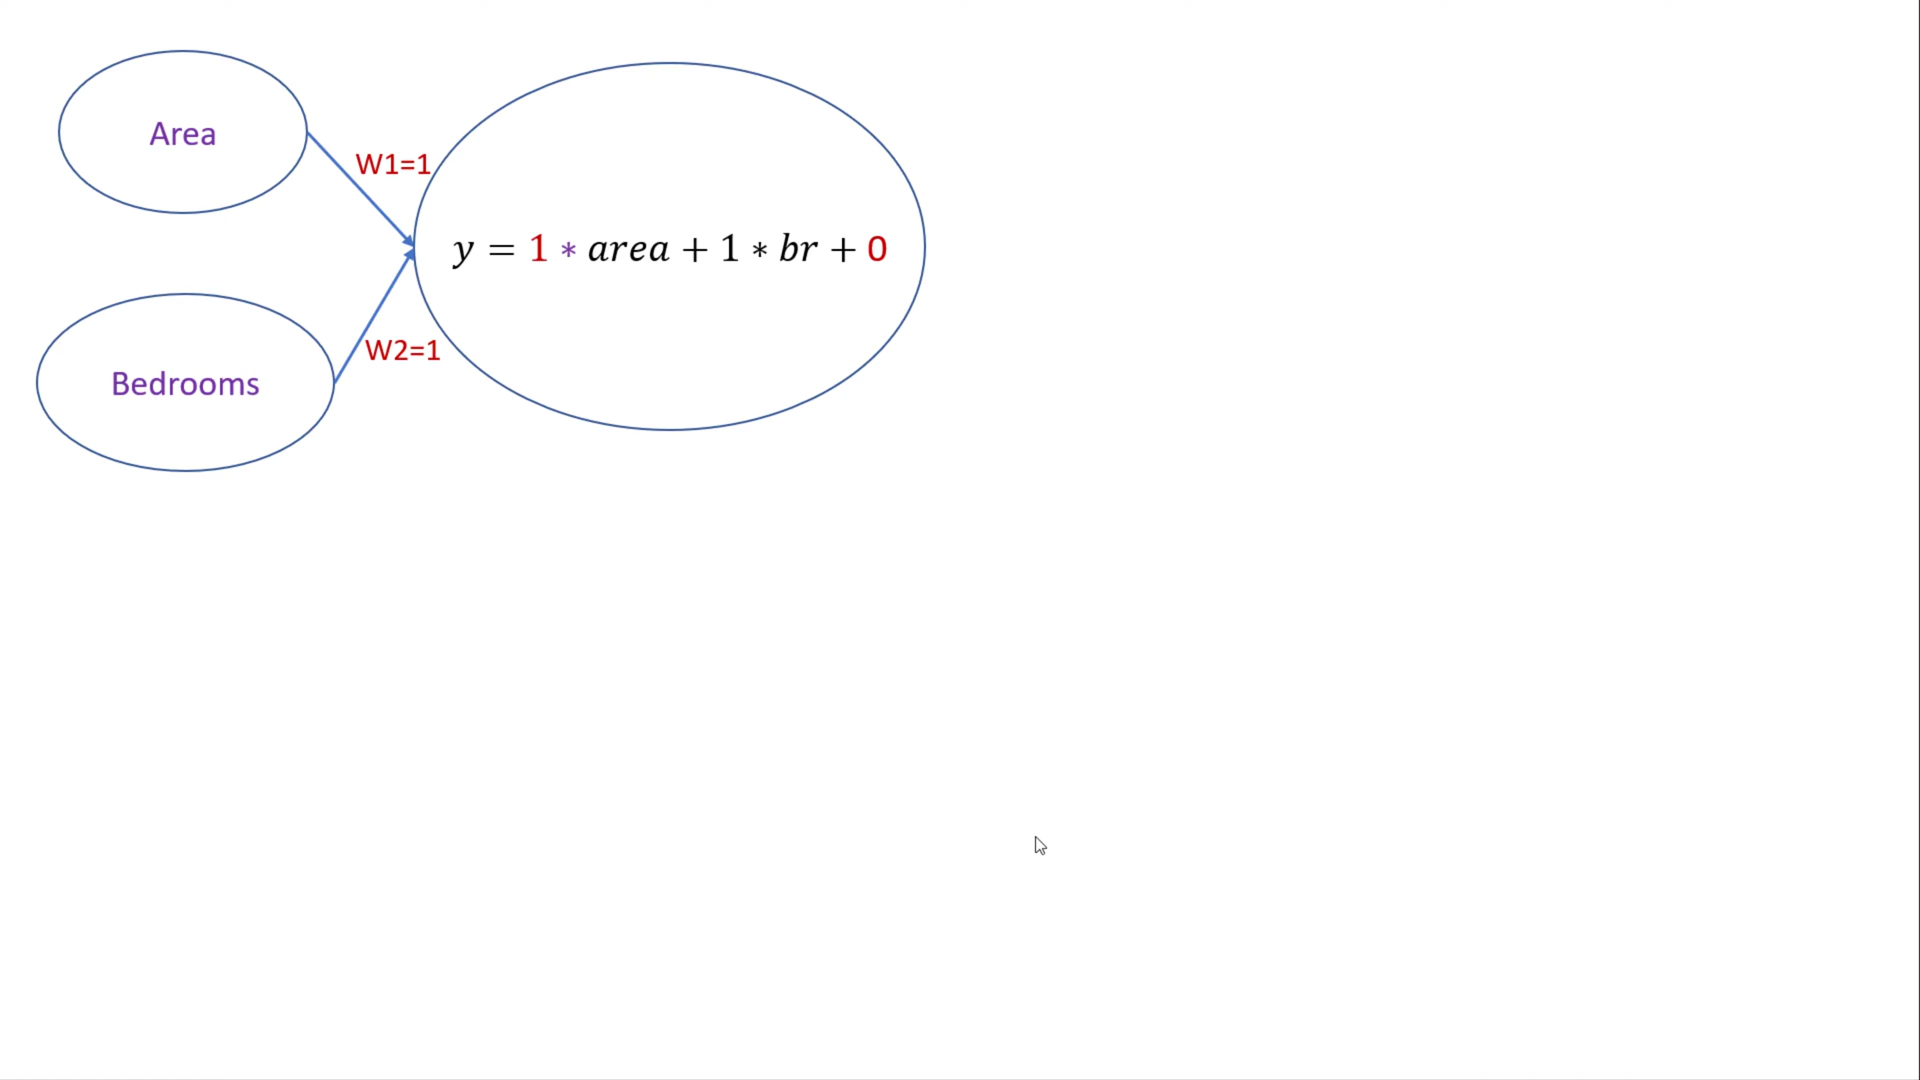 Area
W1=1
y = 1 * area + 1 * br + 0
W2=1
Bedrooms